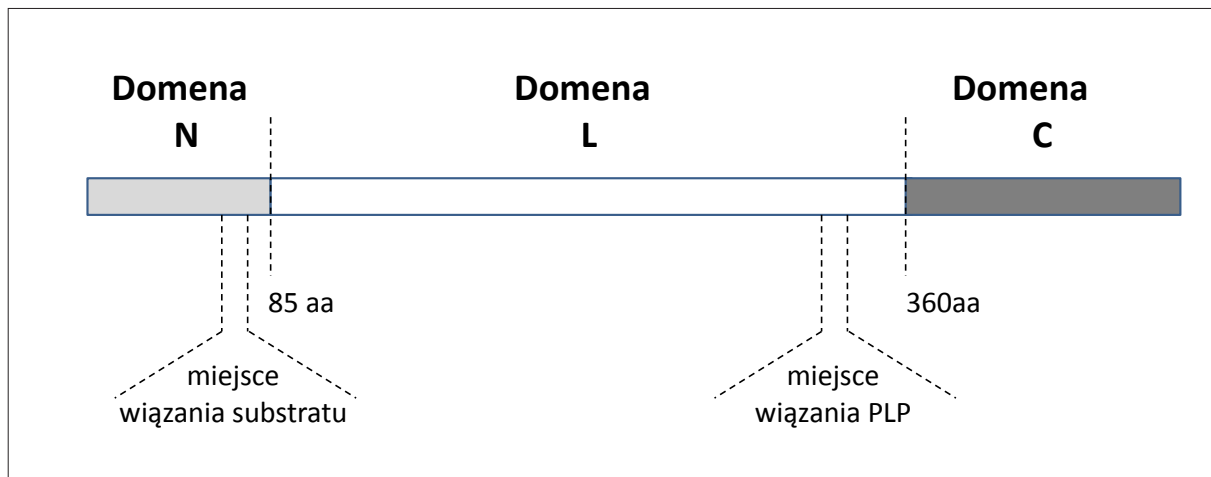 Domena
N
Domena
L
Domena
C
85 aa
360aa
miejsce
wiązania substratu
miejsce
wiązania PLP